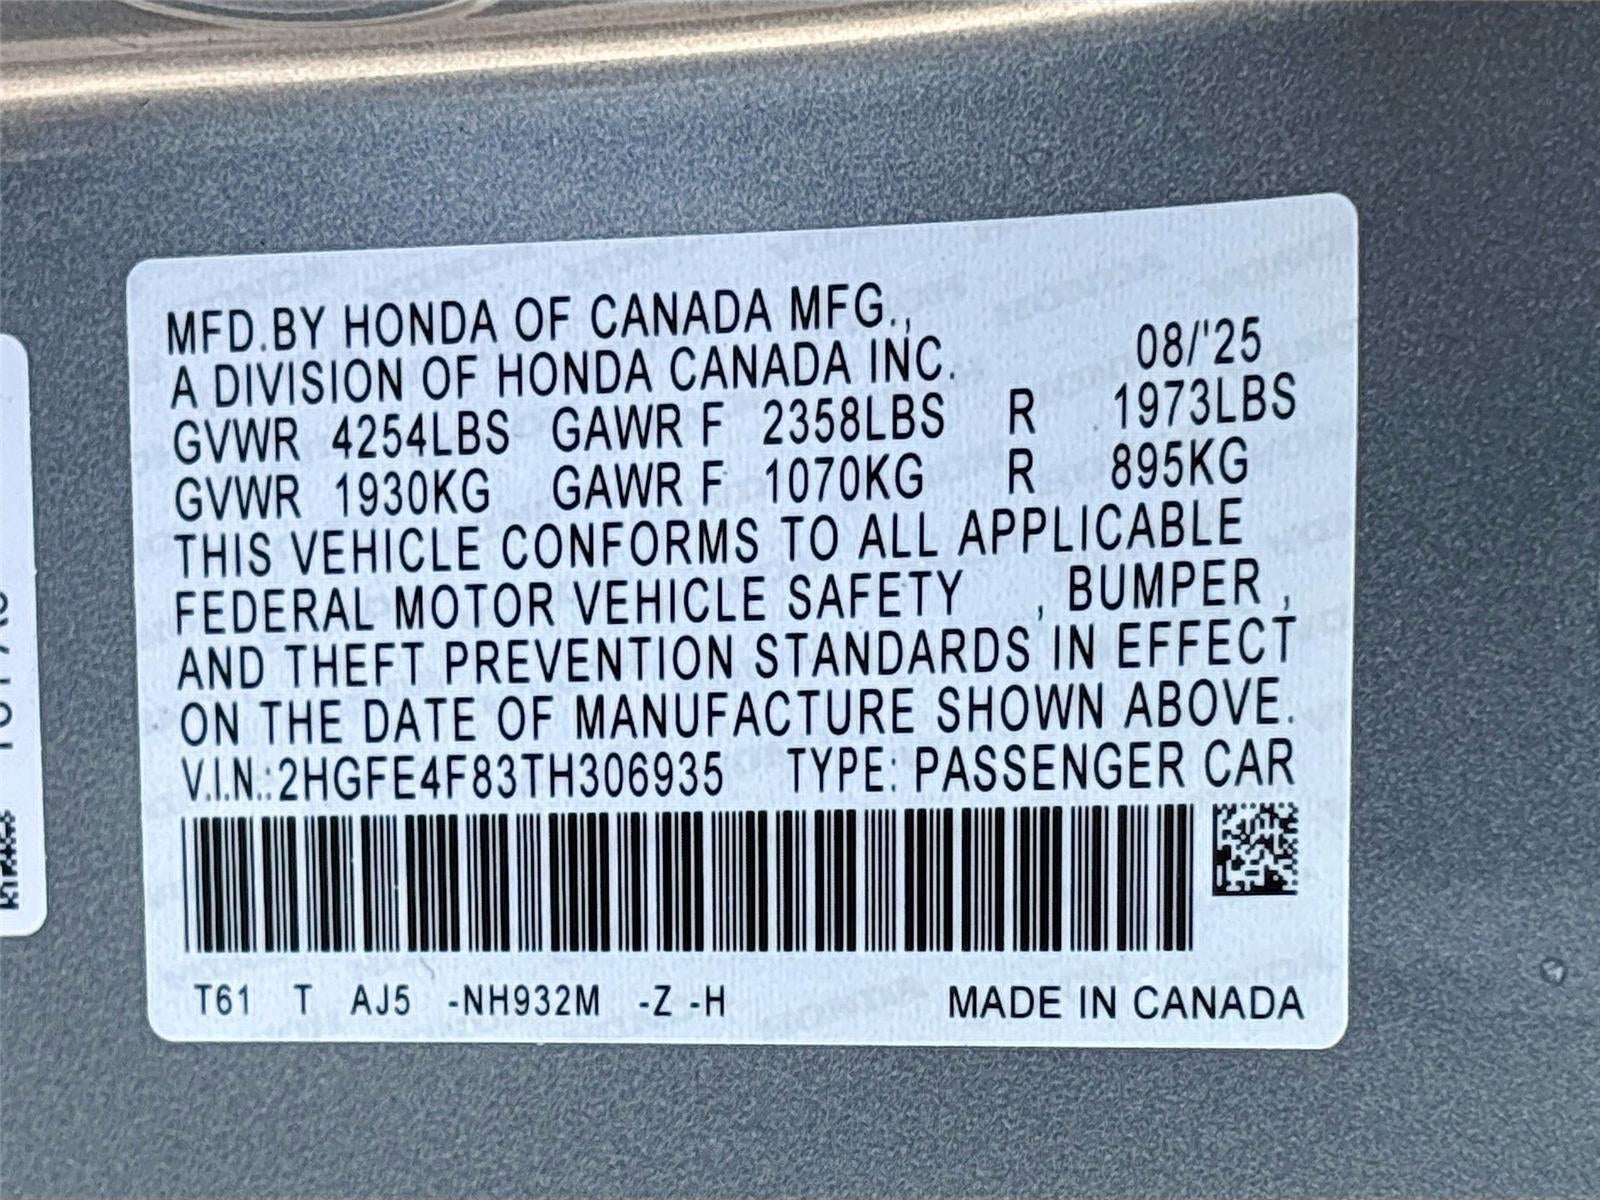 MFD.BY HONDA OF CANADA MFG.,
A DIVISION OF HONDA CANADA INC. 08/'25
GVWR 4254LBS GAWR F 2358LBS R 1973LBS
GVWR 1930KG GAWR F 1070KG R 895KG
THIS VEHICLE CONFORMS TO ALL APPLICABLE
FEDERAL MOTOR VEHICLE SAFETY , BUMPER ,
AND THEFT PREVENTION STANDARDS IN EFFECT
ON THE DATE OF MANUFACTURE SHOWN ABOVE.
V.I.N.:2HGFE4F83TH306935 TYPE: PASSENGER CAR
T61 T AJ5 -NH932M -Z -H MADE IN CANADA